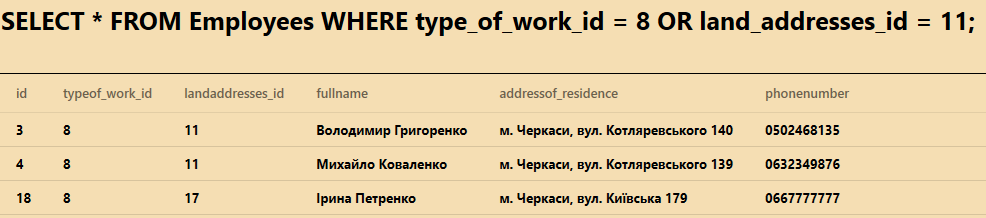 SELECT * FROM Employees WHERE type_of_work_id = 8 OR land_addresses_id = 11;
id typeof_work_id landaddresses_id fullname addressof_residence phonenumber
3 8 11 Володимир Григоренко м. Черкаси, вул. Котляревського 140 0502468135
4 8 11 Михайло Коваленко м. Черкаси, вул. Котляревського 139 0632349876
18 8 17 Ірина Петренко м. Черкаси, вул. Київська 179 0667777777